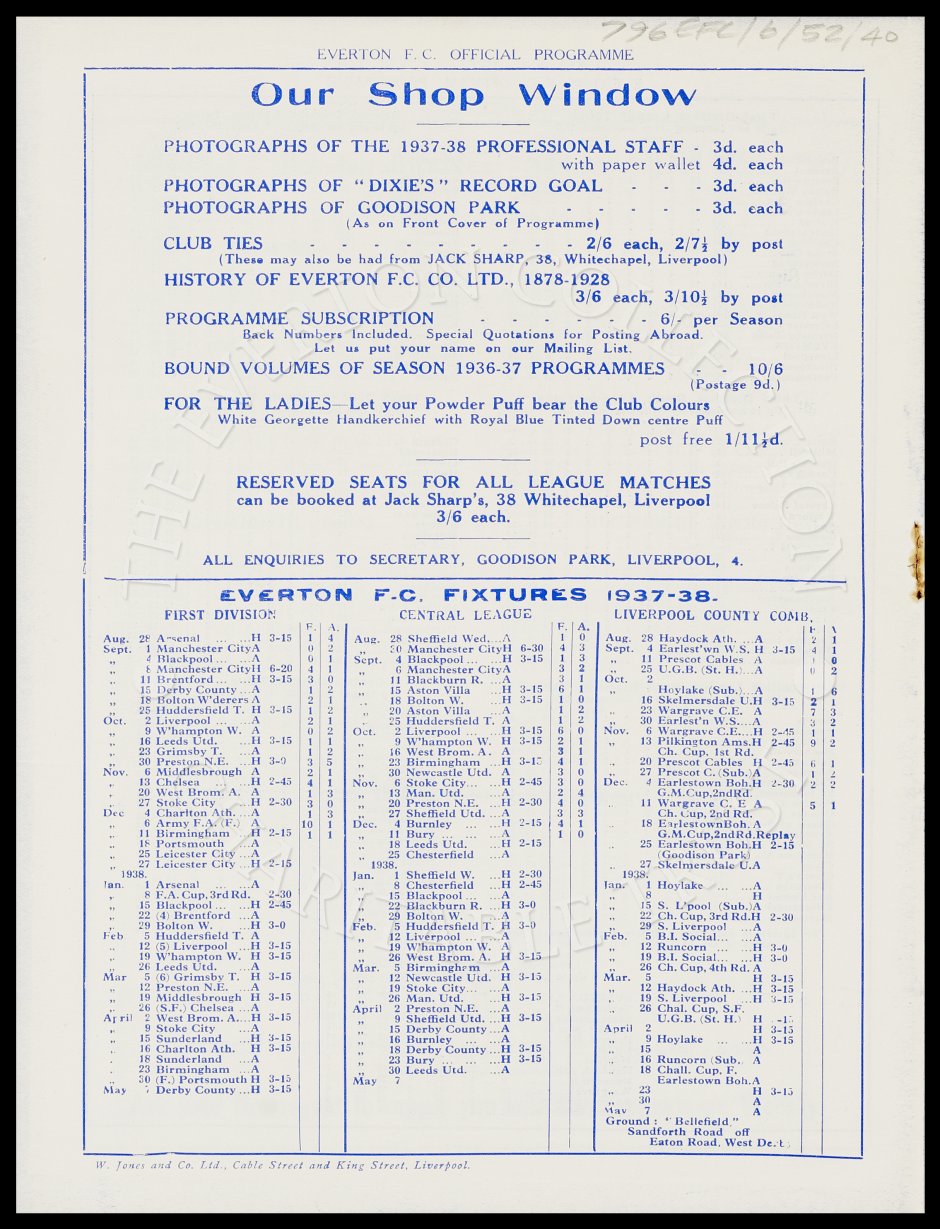 796 EFC/6/52/40
EVERTON F.C. OFFICIAL PROGRAMME
Our Shop Window
PHOTOGRAPHS OF THE 1937-38 PROFESSIONAL STAFF - 3d. each
with paper wallet 4d. each
PHOTOGRAPHS OF "DIXIE'S" RECORD GOAL - - - 3d. each
PHOTOGRAPHS OF GOODISON PARK - - - - - 3d. each
(As on Front Cover of Programme)
CLUB TIES - - - - - - - - - 2/6 each, 2/7½ by post
(These may also be had from JACK SHARP, 38, Whitechapel, Liverpool)
HISTORY OF EVERTON F.C. CO. LTD., 1878-1928
3/6 each, 3/10½ by post
PROGRAMME SUBSCRIPTION - - - - - - 6/- per Season
Back Numbers Included. Special Quotations for Posting Abroad.
Let us put your name on our Mailing List.
BOUND VOLUMES OF SEASON 1936-37 PROGRAMMES - - 10/6
(Postage 9d.)
FOR THE LADIES—Let your Powder Puff bear the Club Colours
White Georgette Handkerchief with Royal Blue Tinted Down centre Puff
post free 1/11½d.
RESERVED SEATS FOR ALL LEAGUE MATCHES
can be booked at Jack Sharp's, 38 Whitechapel, Liverpool
3/6 each.
ALL ENQUIRIES TO SECRETARY, GOODISON PARK, LIVERPOOL, 4.
EVERTON F.C. FIXTURES 1937-38.
FIRST DIVISION
F. A.
Aug. 28 Arsenal ... ...H 3-15 1 4
Sept. 1 Manchester City A 0 2
„ 4 Blackpool ... ...A 0 1
„ 8 Manchester City H 6-20 4 1
„ 11 Brentford ... ...H 3-15 3 0
„ 15 Derby County ...A 1 2
„ 18 Bolton W'derers A 2 1
„ 25 Huddersfield T. H 3-15 1 2
Oct. 2 Liverpool ... ...A 2 1
„ 9 W'hampton W. A 0 2
„ 16 Leeds Utd. ...H 3-15 1 1
„ 23 Grimsby T. ...A 1 2
„ 30 Preston N.E. ...H 3-0 3 5
Nov. 6 Middlesbrough A 2 1
„ 13 Chelsea ...H 2-45 4 1
„ 20 West Brom. A. A 1 3
„ 27 Stoke City ...H 2-30 3 0
Dec 4 Charlton Ath. ...A 1 3
„ 6 Army F.A. (F.) A 10 1
„ 11 Birmingham ...H 2-15 1 1
„ 18 Portsmouth ...A
„ 25 Leicester City ...A
„ 27 Leicester City ...H 2-15
1938.
Jan. 1 Arsenal ... ...A
„ 8 F.A. Cup, 3rd Rd. 2-30
„ 15 Blackpool ... ...H 2-45
„ 22 (4) Brentford ...A
„ 29 Bolton W. ...H 3-0
Feb 5 Huddersfield T. A
„ 12 (5) Liverpool ...H 3-15
„ 19 W'hampton W. H 3-15
„ 26 Leeds Utd. ...A
Mar 5 (6) Grimsby T. H 3-15
„ 12 Preston N.E. ...A
„ 19 Middlesbrough H 3-15
„ 26 (S.F.) Chelsea ...A
April 2 West Brom. A....H 3-15
„ 9 Stoke City ...A
„ 15 Sunderland ...H 3-15
„ 16 Charlton Ath. H 3-15
„ 18 Sunderland ...A
„ 23 Birmingham ...A
„ 30 (F.) Portsmouth H 3-15
May 7 Derby County ...H 3-15
CENTRAL LEAGUE
F. A.
Aug. 28 Sheffield Wed....A 1 0
„ 30 Manchester City H 6-30 4 3
Sept. 4 Blackpool ... ...H 3-15 1 3
„ 6 Manchester City A 3 2
„ 11 Blackburn R. ...A 3 1
„ 15 Aston Villa ...H 3-15 6 1
„ 18 Bolton W. ...H 3-15 1 0
„ 20 Aston Villa ...A 1 2
„ 25 Huddersfield T. A 1 2
Oct. 2 Liverpool ... ...H 3-15 6 0
„ 9 W'hampton W. H 3-15 2 1
„ 16 West Brom. A. A 3 1
„ 23 Birmingham ...H 3-15 4 1
„ 30 Newcastle Utd. A 3 0
Nov. 6 Stoke City... ...H 2-45 3 0
„ 13 Man. Utd. ...A 2 4
„ 20 Preston N.E. ...H 2-30 4 0
„ 27 Sheffield Utd. ...A 3 3
Dec. 4 Burnley ... ...H 2-15 4 1
„ 11 Bury ... ... ...A 1 0
„ 18 Leeds Utd. ...H 2-15
„ 25 Chesterfield ...A
1938.
Jan. 1 Sheffield W. ...H 2-30
„ 8 Chesterfield ...H 2-45
„ 15 Blackpool ... ...A
„ 22 Blackburn R. ...H 3-0
„ 29 Bolton W. ...A
Feb. 5 Huddersfield T. H 3-0
„ 12 Liverpool ... ...A
„ 19 W'hampton W. A
„ 26 West Brom. A. H 3-15
Mar. 5 Birmingham ...A
„ 12 Newcastle Utd. H 3-15
„ 19 Stoke City... ...A
„ 26 Man. Utd. ...H 3-15
April 2 Preston N.E. ...A
„ 9 Sheffield Utd. ...H 3-15
„ 15 Derby County ...A
„ 16 Burnley ... ...A
„ 18 Derby County ...H 3-15
„ 23 Bury ... ... ...H 3-15
„ 30 Leeds Utd. ...A
May 7
LIVERPOOL COUNTY COMB.
F A
Aug. 28 Haydock Ath. ...A 2 1
Sept. 4 Earlest'wn W.S. H 3-15 4 1
„ 11 Prescot Cables A 1 0
„ 25 U.G.B. (St. H.)...A 0 2
Oct. 2
Hoylake (Sub.)...A 1 6
16 Skelmersdale U.H 3-15 2 1
„ 23 Wargrave C.E. A 7 3
„ 30 Earlest'n W.S....A 3 2
Nov. 6 Wargrave C.E....H 2-45 1 1
„ 13 Pilkington Ams.H 2-45 9 2
Ch. Cup, 1st Rd.
„ 20 Prescot Cables H 2-45 6 1
„ 27 Prescot C. (Sub.)A 1 2
Dec. 4 Earlestown Boh.H 2-30 2 2
G.M.Cup,2ndRd.
„ 11 Wargrave C. E A 5 1
Ch. Cup, 2nd Rd.
18 Earlestown Boh. A
G.M.Cup,2ndRd.Replay
„ 25 Earlestown Boh.H 2-15
(Goodison Park)
„ 27 Skelmersdale U.A
1938.
Jan. 1 Hoylake ... ...A
„ 8 H
„ 15 S. L'pool (Sub.)A
„ 22 Ch. Cup, 3rd Rd.H 2-30
„ 29 S. Liverpool ...A
Feb. 5 B.I. Social... ...A
„ 12 Runcorn ... ...H 3-0
„ 19 B.I. Social... ...H 3-0
„ 26 Ch. Cup, 4th Rd. A
Mar. 5 H 3-15
„ 12 Haydock Ath. ...H 3-15
„ 19 S. Liverpool ...H 3-15
„ 26 Chal. Cup, S.F.
U.G.B. (St. H.) H
April 2 H 3-15
„ 9 Hoylake ... ...H 3-15
„ 15 A
„ 16 Runcorn (Sub. A
„ 18 Chall. Cup, F.
Earlestown Boh.A
„ 23 H 3-15
„ 30 A
May 7 A
Ground : "Bellefield,"
Sandforth Road off
Eaton Road, West Derby
W. Jones and Co. Ltd., Cable Street and King Street, Liverpool.
THE EVERTON COLLECTION